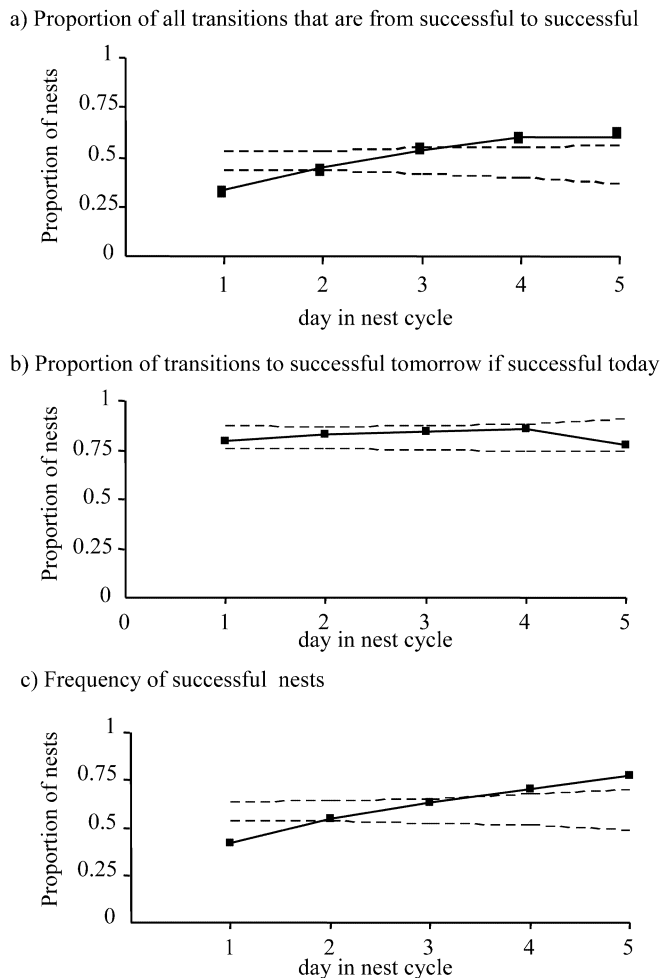 a) Proportion of all transitions that are from successful to successful
1
0.75
0.5
0.25
0
Proportion of nests
1 2 3 4 5
day in nest cycle
b) Proportion of transitions to successful tomorrow if successful today
1
0.75
0.5
0.25
0
Proportion of nests
0 1 2 3 4 5
day in nest cycle
c) Frequency of successful nests
1
0.75
0.5
0.25
0
Proportion of nests
1 2 3 4 5
day in nest cycle